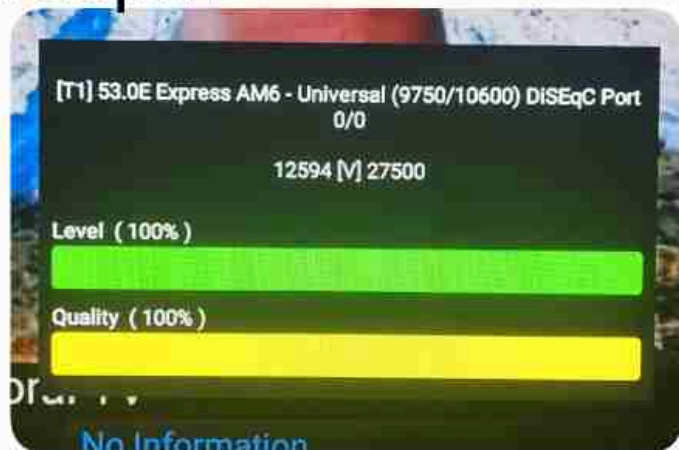 [T1] 53.0E Express AM6 - Universal (9750/10600) DiSEqC Port
0/0
12594 [V] 27500
Level ( 100% )
Quality ( 100% )
TV
No Information